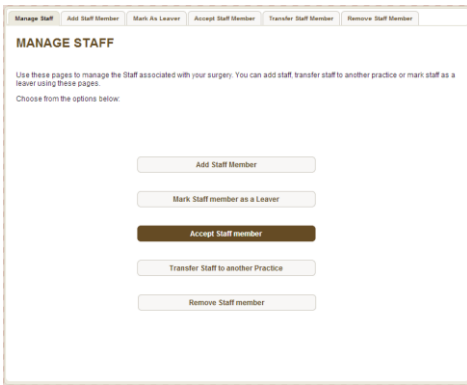 Manage Staff Add Staff Member Mark As Leaver Accept Staff Member Transfer Staff Member Remove Staff Member
MANAGE STAFF
Use these pages to manage the Staff associated with your surgery. You can add staff, transfer staff to another practice or mark staff as a
leaver using these pages.
Choose from the options below:
Add Staff Member
Mark Staff member as a Leaver
Accept Staff member
Transfer Staff to another Practice
Remove Staff member